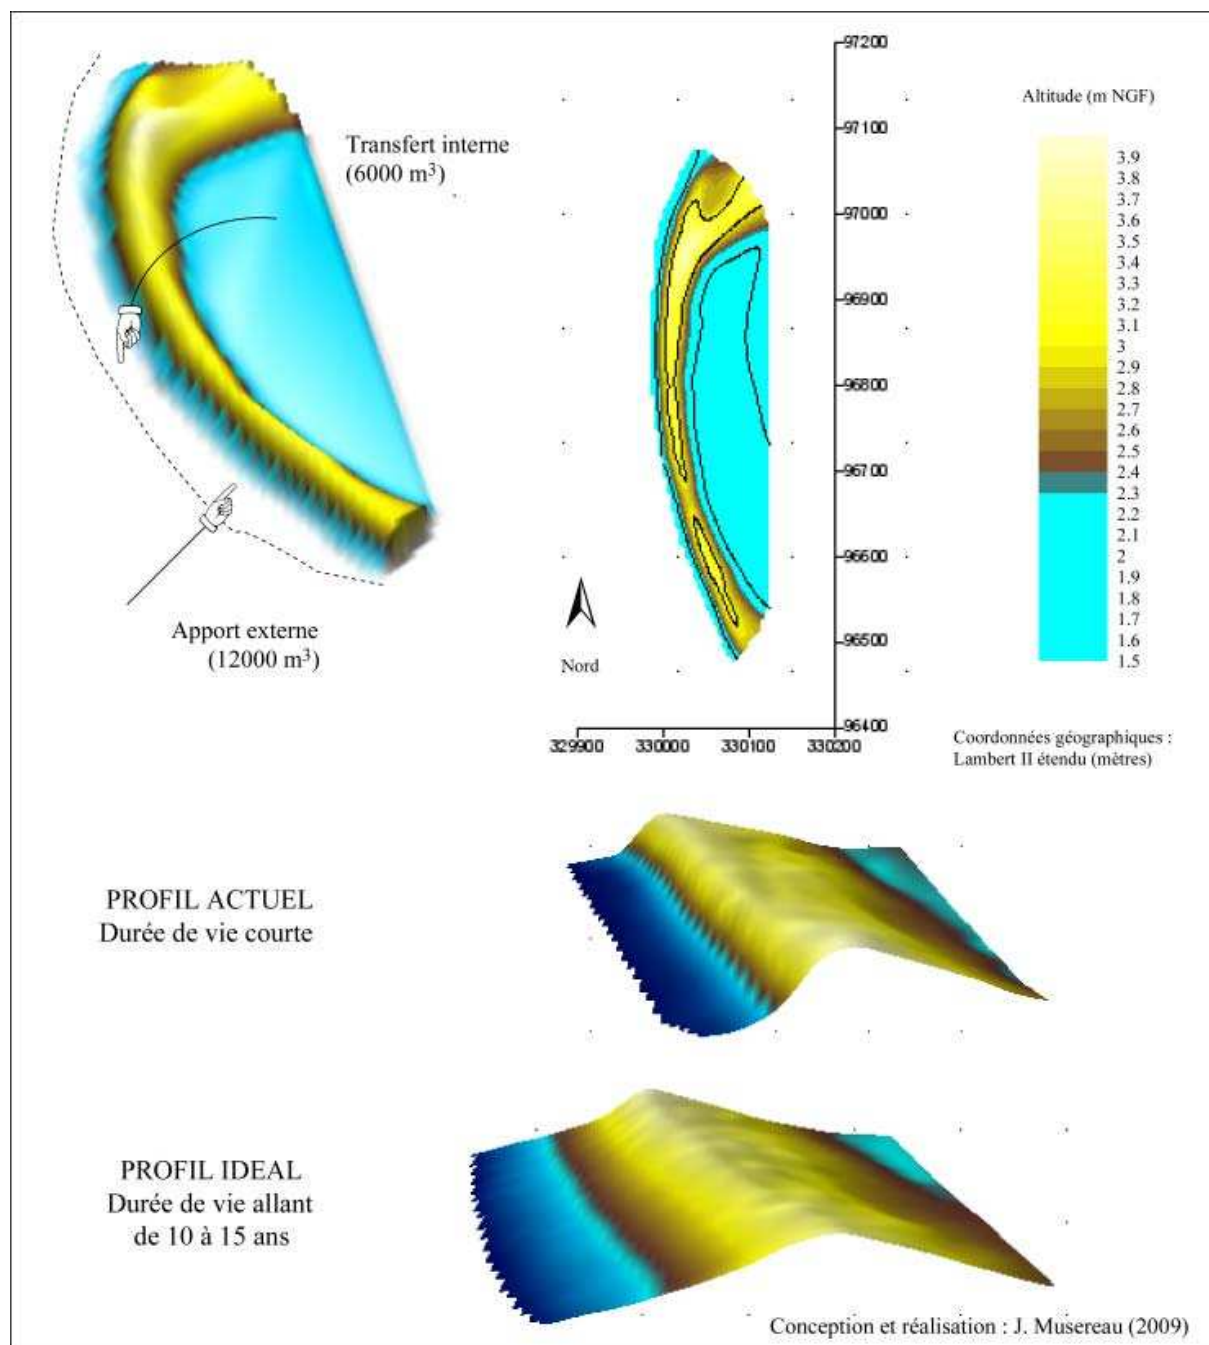 Transfert interne
(6000 m³)
Apport externe
(12000 m³)
97200
97100
97000
96900
96800
96700
96600
96500
96400
329900 330000 330100 330200
Nord
Altitude (m NGF)
3.9
3.8
3.6
3.5
3.4
3.3
3.2
3.1
3
2.9
2.8
2.7
2.6
2.5
2.4
2.3
2.2
2.1
2
1.9
1.8
1.7
1.6
1.5
Coordonnées géographiques :
Lambert II étendu (mètres)
PROFIL ACTUEL
Durée de vie courte
PROFIL IDEAL
Durée de vie allant
de 10 à 15 ans
Conception et réalisation : J. Musereau (2009)